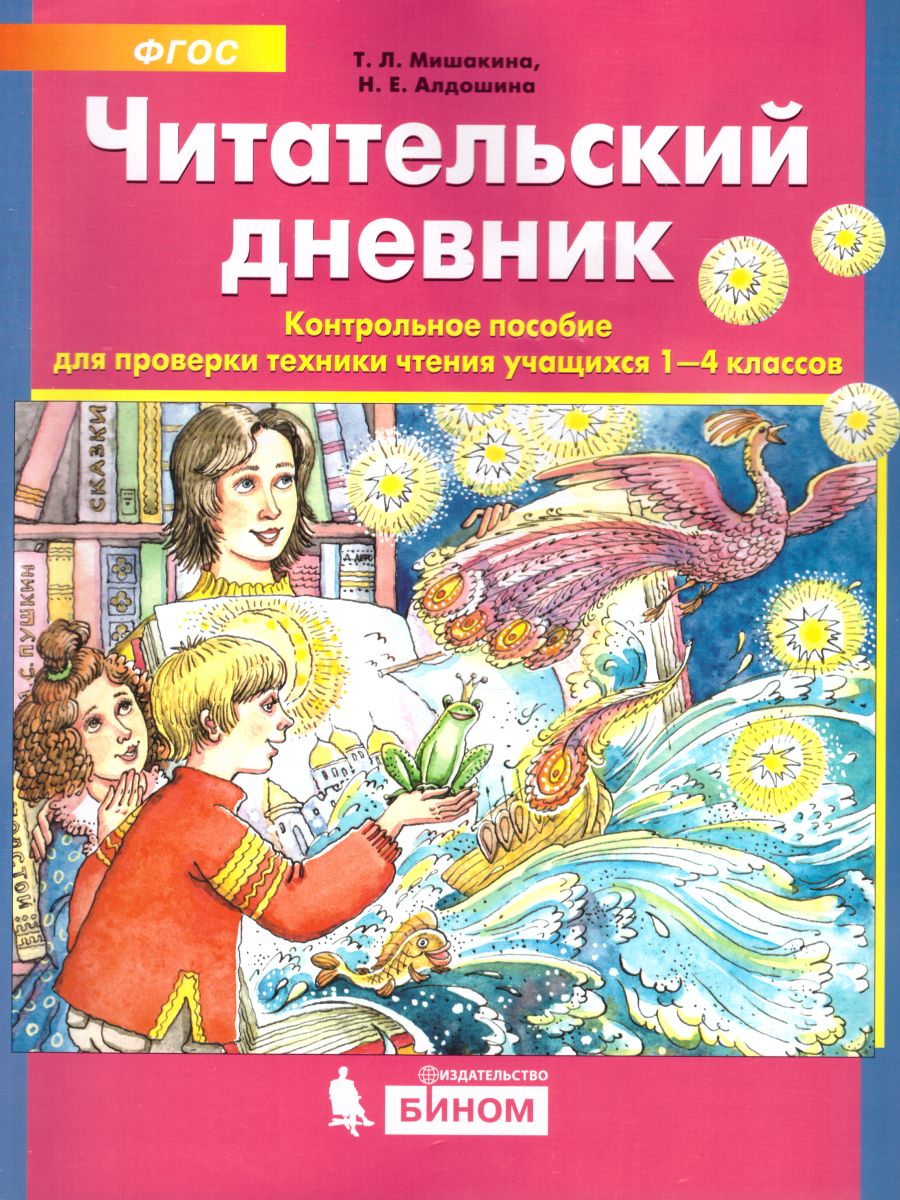 ФГОС
Т. Л. Мишакина,
Н. Е. Алдошина
Читательский
дневник
Контрольное пособие
для проверки техники чтения учащихся 1—4 классов
СКАЗКИ
А.С. ПУШКИН
ИЗДАТЕЛЬСТВО
БИНОМ